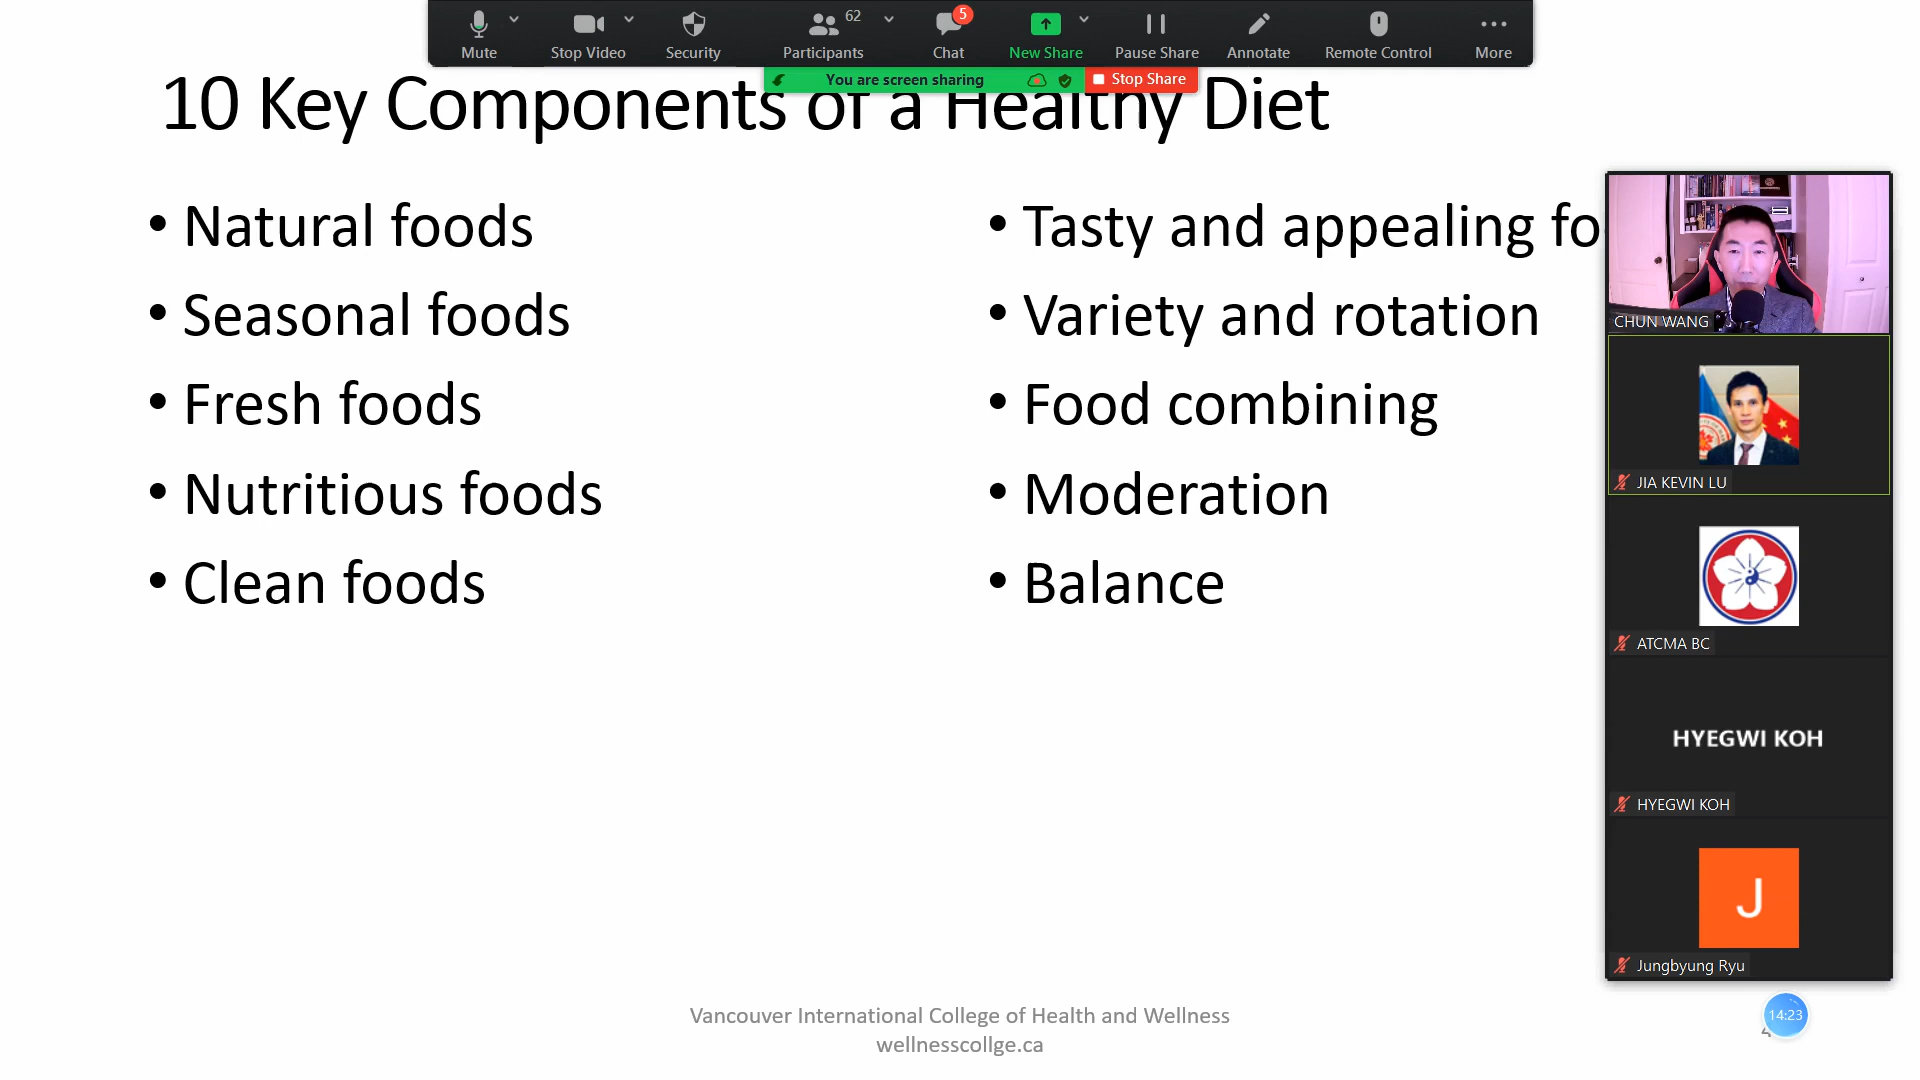 Mute
Stop Video
Security
62
Participants
5
Chat
New Share
Pause Share
Annotate
Remote Control
More
You are screen sharing
Stop Share
10 Key Components of a Healthy Diet
• Natural foods
• Seasonal foods
• Fresh foods
• Nutritious foods
• Clean foods
• Tasty and appealing fo
• Variety and rotation
• Food combining
• Moderation
• Balance
CHUN WANG
JIA KEVIN LU
ATCMA BC
HYEGWI KOH
HYEGWI KOH
J
Jungbyung Ryu
Vancouver International College of Health and Wellness
wellnesscollge.ca
14:23